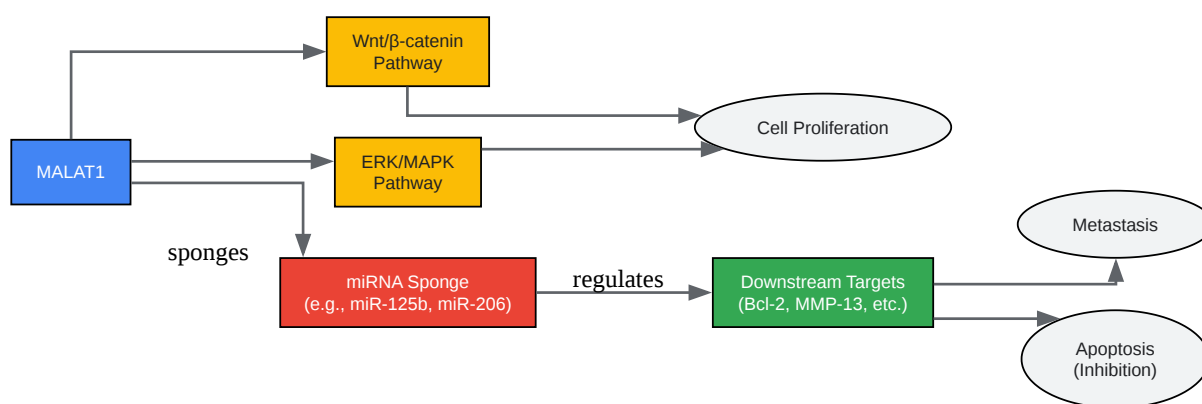 Wnt/β-catenin
Pathway
Cell Proliferation
MALAT1
ERK/MAPK
Pathway
Metastasis
sponges
miRNA Sponge
(e.g., miR-125b, miR-206)
regulates
Downstream Targets
(Bcl-2, MMP-13, etc.)
Apoptosis
(Inhibition)